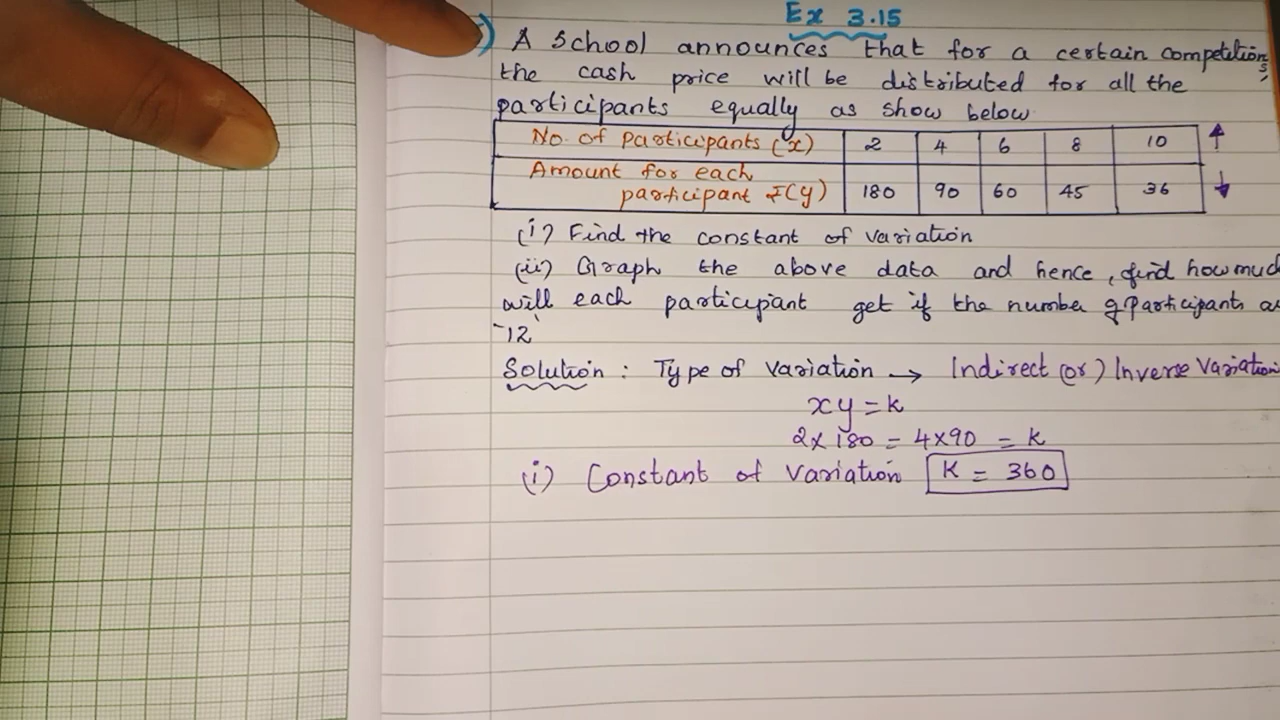 Ex 3.15
) A School announces that for a certain competitions,
the cash price will be distributed for all the
participants equally as show below
No. of Participants (x) 2 4 6 8 10 ↑
Amount for each
participant ₹(y) 180 90 60 45 36 ↓
(i) Find the constant of variation
(ii) Graph the above data and hence, find how much
will each participant get if the number of participants as
'12'
Solution : Type of Variation → Indirect (or) Inverse Variation
xy = k
2 x 180 = 4 x 90 = k
(i) Constant of Variation K = 360